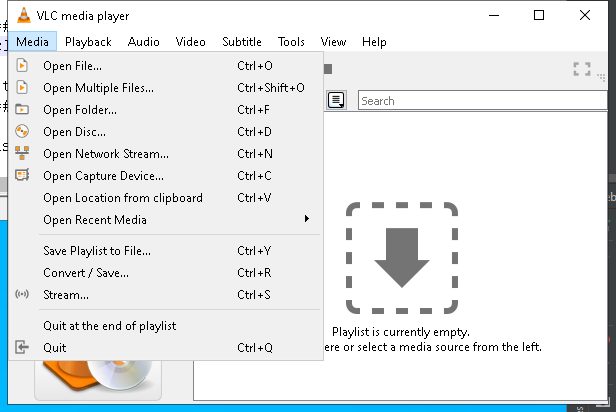 VLC media player
Media Playback Audio Video Subtitle Tools View Help
Open File... Ctrl+O
Open Multiple Files... Ctrl+Shift+O
Open Folder... Ctrl+F
Open Disc... Ctrl+D
Open Network Stream... Ctrl+N
Open Capture Device... Ctrl+C
Open Location from clipboard Ctrl+V
Open Recent Media
Save Playlist to File... Ctrl+Y
Convert / Save... Ctrl+R
Stream... Ctrl+S
Quit at the end of playlist
Quit Ctrl+Q
Search
Playlist is currently empty.
ere or select a media source from the left.